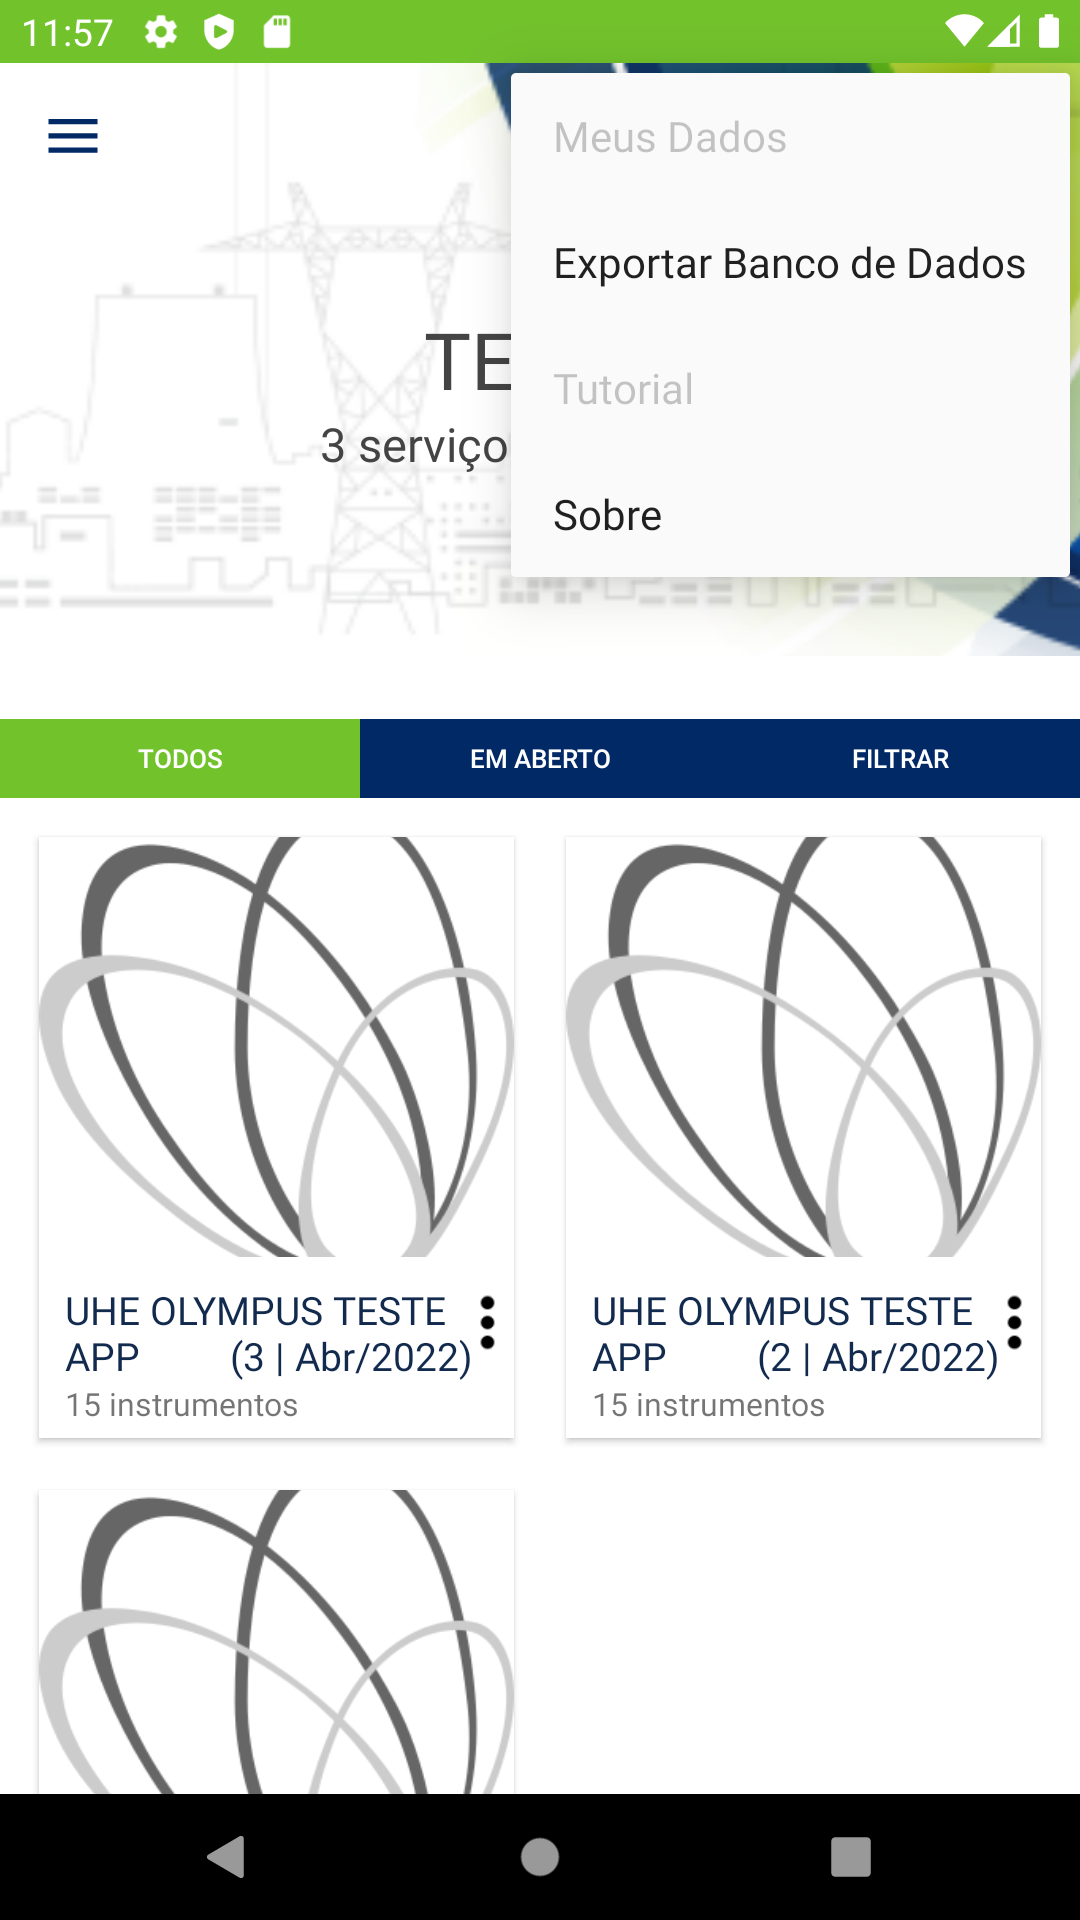 11:57
Meus Dados
Exportar Banco de Dados
Tutorial
Sobre
TE
3 serviço
TODOS
EM ABERTO
FILTRAR
UHE OLYMPUS TESTE
APP (3 | Abr/2022)
15 instrumentos
UHE OLYMPUS TESTE
APP (2 | Abr/2022)
15 instrumentos